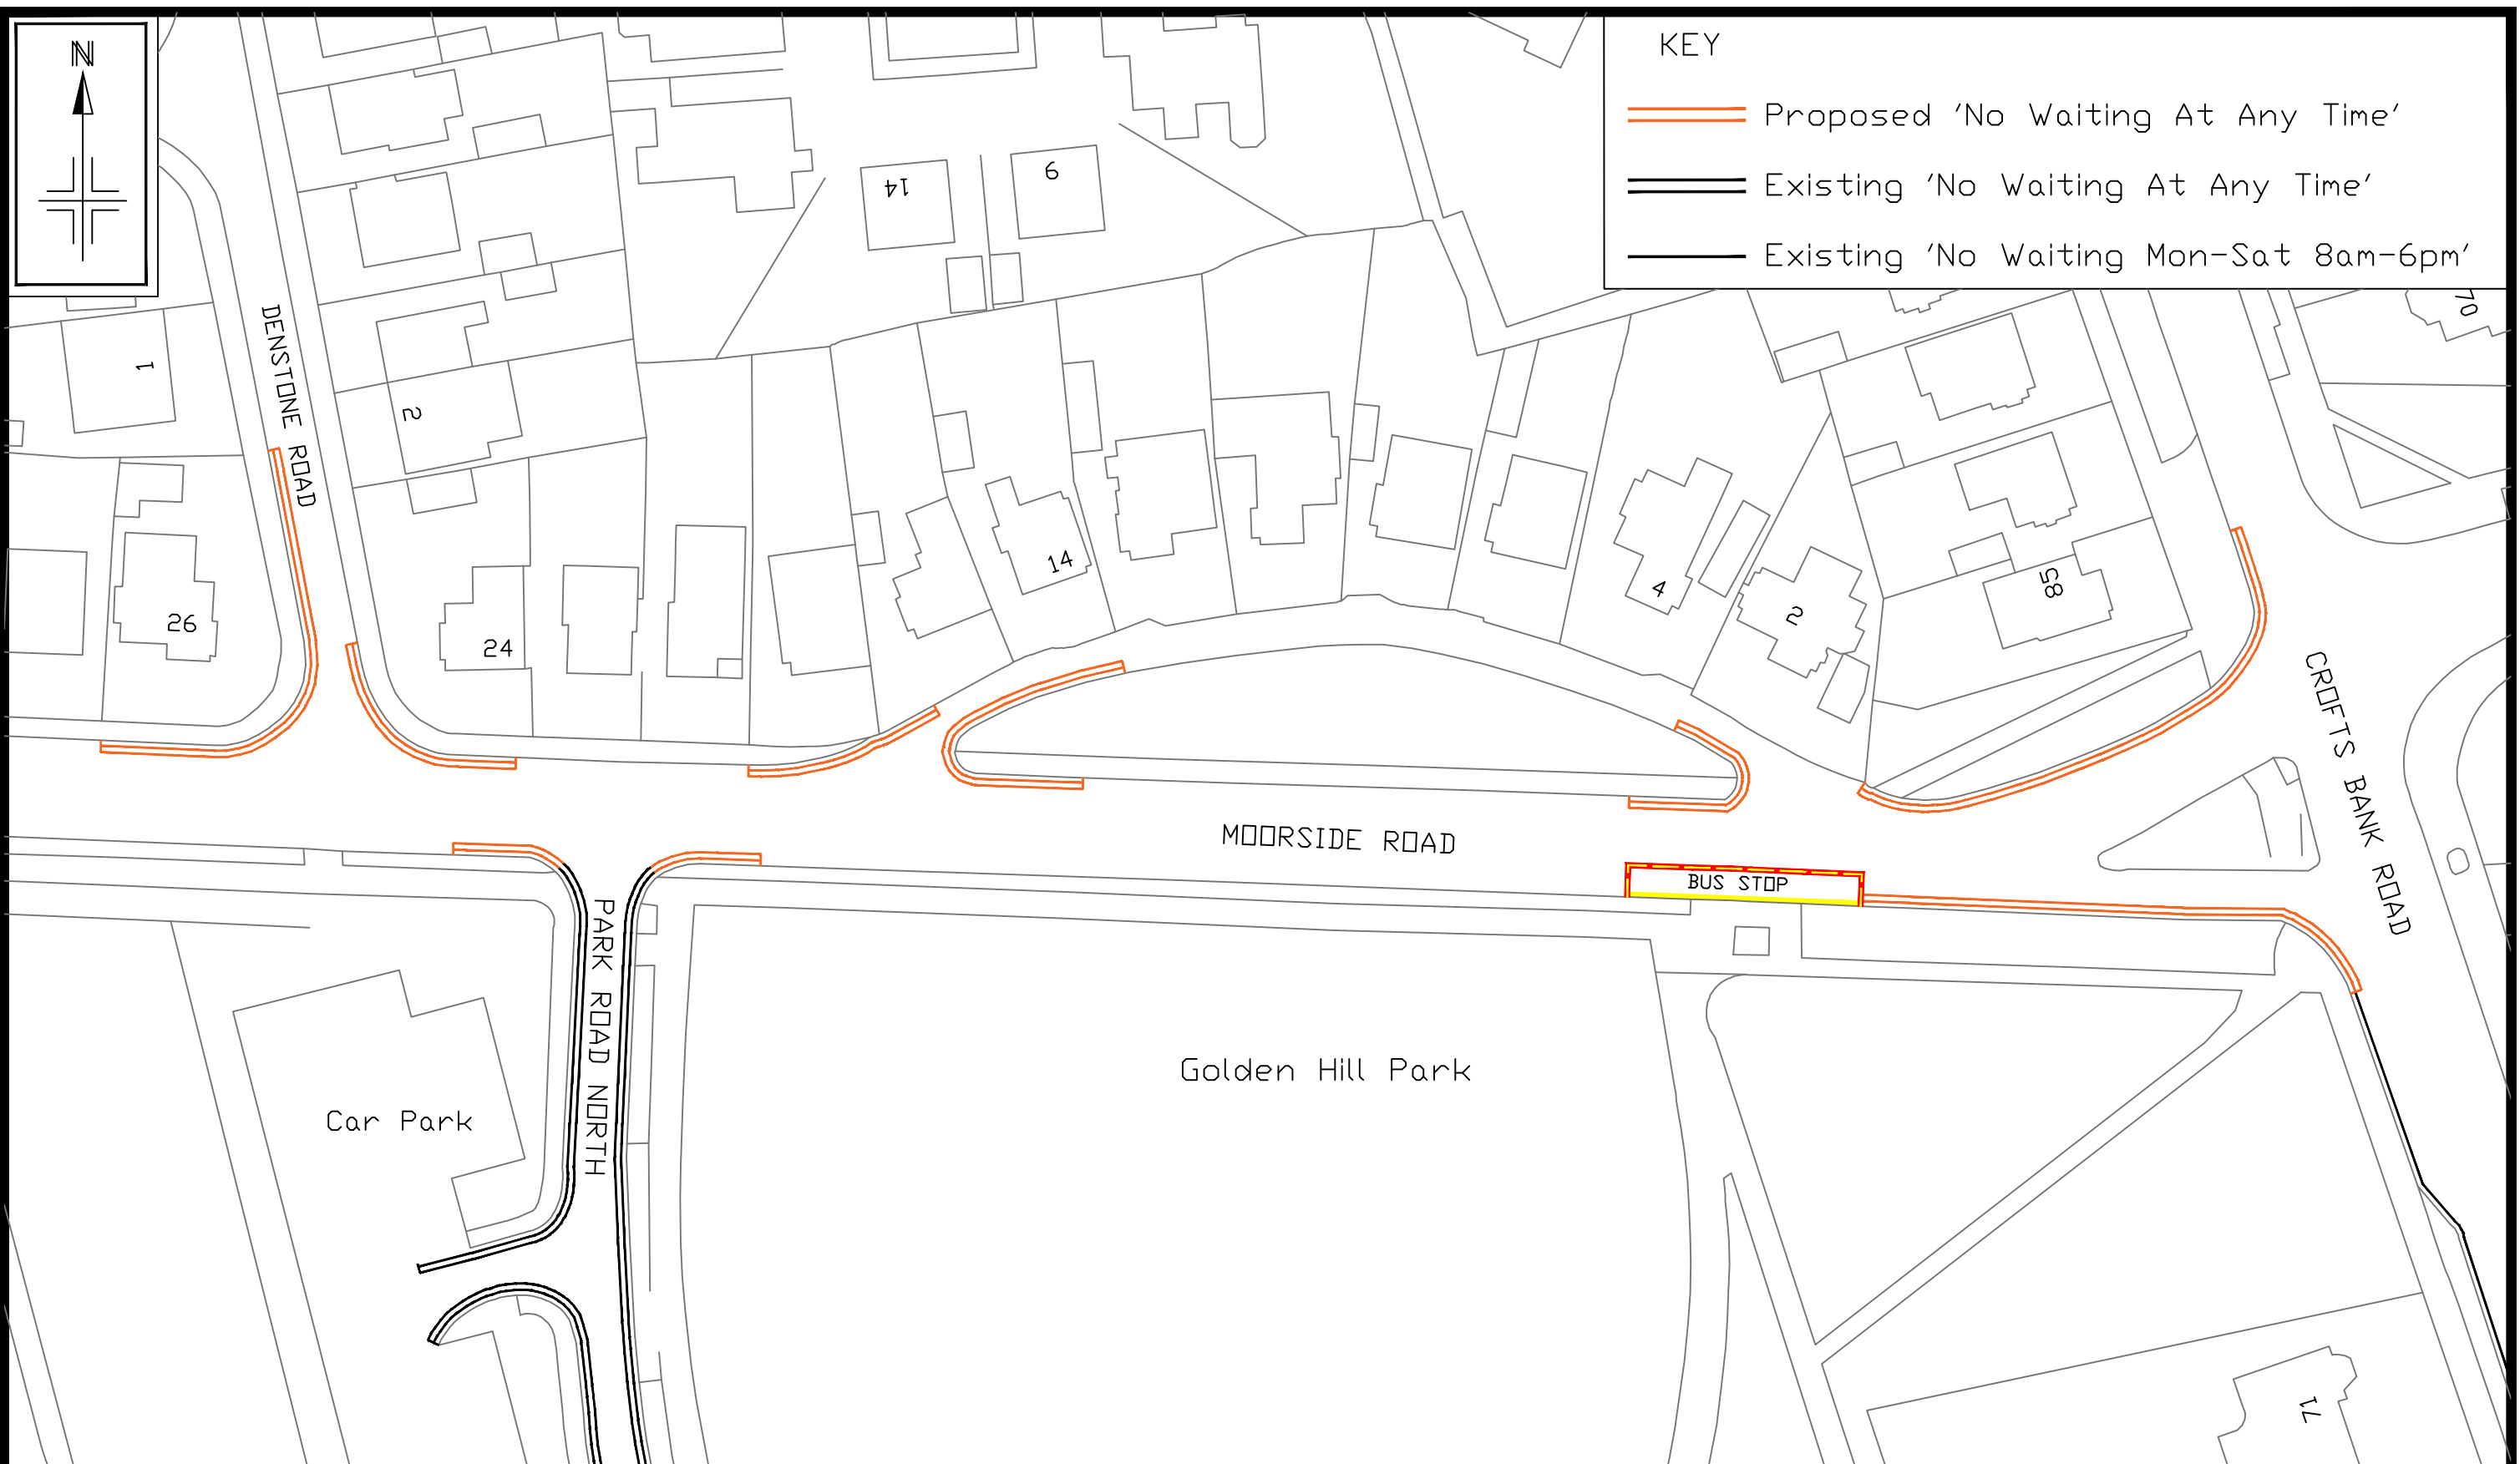 N
KEY
Proposed 'No Waiting At Any Time'
Existing 'No Waiting At Any Time'
Existing 'No Waiting Mon-Sat 8am-6pm'
14
9
70
1
DENSTONE ROAD
2
14
26
24
4
2
85
CROFTS BANK ROAD
MOORSIDE ROAD
BUS STOP
PARK ROAD NORTH
Golden Hill Park
Car Park
71